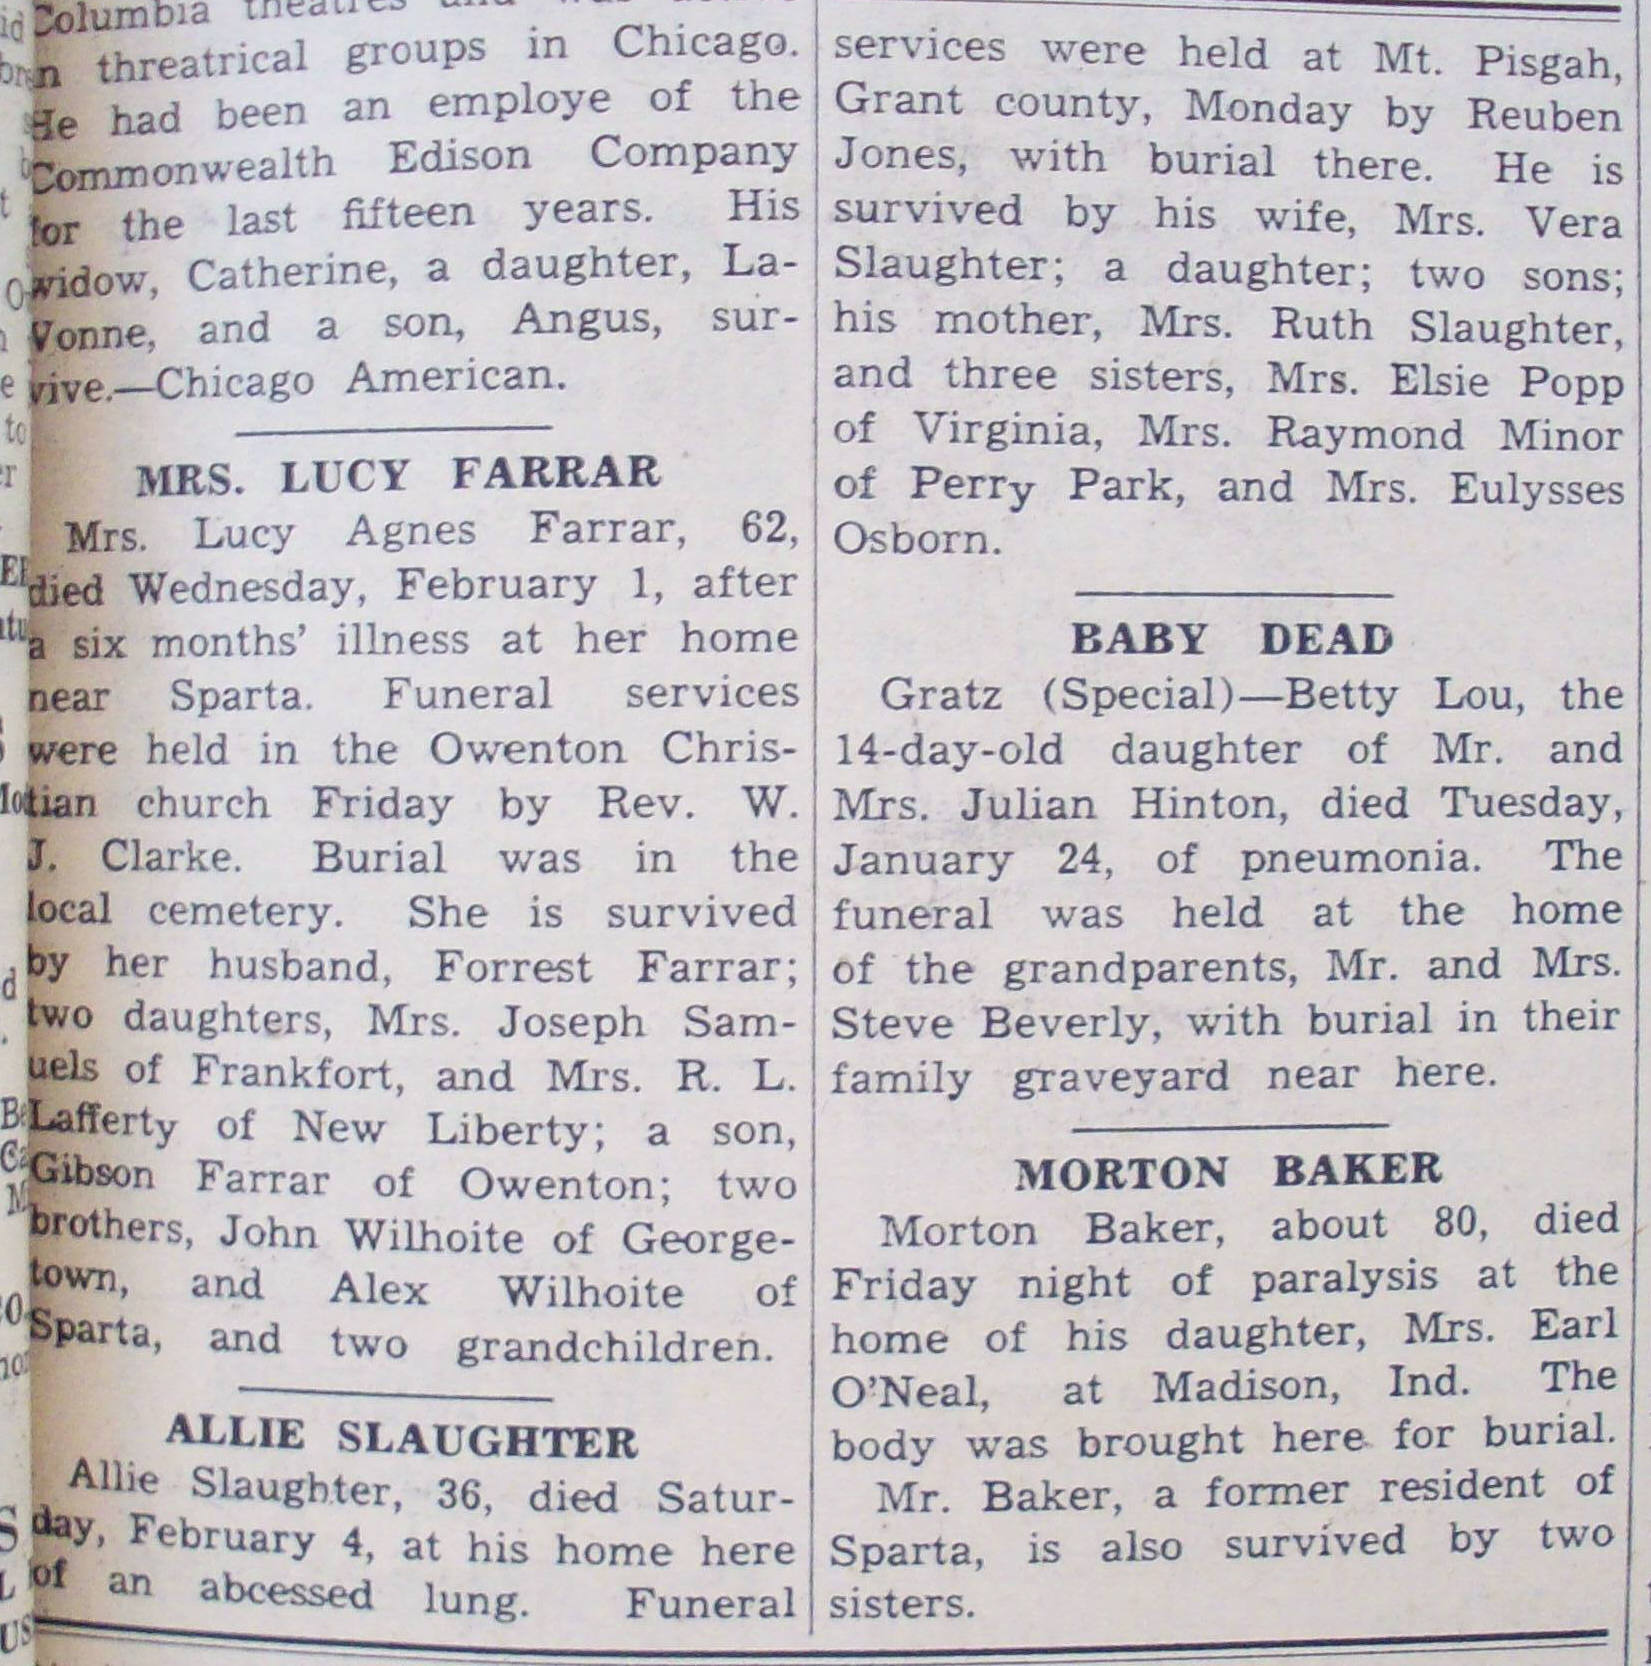 Columbia theatres and was
n threatrical groups in Chicago.
He had been an employe of the
Commonwealth Edison Company
for the last fifteen years. His
widow, Catherine, a daughter, La-
Vonne, and a son, Angus, sur-
vive.—Chicago American.
MRS. LUCY FARRAR
Mrs. Lucy Agnes Farrar, 62,
died Wednesday, February 1, after
a six months' illness at her home
near Sparta. Funeral services
were held in the Owenton Chris-
tian church Friday by Rev. W.
J. Clarke. Burial was in the
local cemetery. She is survived
by her husband, Forrest Farrar;
two daughters, Mrs. Joseph Sam-
uels of Frankfort, and Mrs. R. L.
Lafferty of New Liberty; a son,
Gibson Farrar of Owenton; two
brothers, John Wilhoite of George-
town, and Alex Wilhoite of
Sparta, and two grandchildren.
ALLIE SLAUGHTER
Allie Slaughter, 36, died Satur-
day, February 4, at his home here
of an abcessed lung. Funeral
services were held at Mt. Pisgah,
Grant county, Monday by Reuben
Jones, with burial there. He is
survived by his wife, Mrs. Vera
Slaughter; a daughter; two sons;
his mother, Mrs. Ruth Slaughter,
and three sisters, Mrs. Elsie Popp
of Virginia, Mrs. Raymond Minor
of Perry Park, and Mrs. Eulysses
Osborn.
BABY DEAD
Gratz (Special)—Betty Lou, the
14-day-old daughter of Mr. and
Mrs. Julian Hinton, died Tuesday,
January 24, of pneumonia. The
funeral was held at the home
of the grandparents, Mr. and Mrs.
Steve Beverly, with burial in their
family graveyard near here.
MORTON BAKER
Morton Baker, about 80, died
Friday night of paralysis at the
home of his daughter, Mrs. Earl
O'Neal, at Madison, Ind. The
body was brought here for burial.
Mr. Baker, a former resident of
Sparta, is also survived by two
sisters.